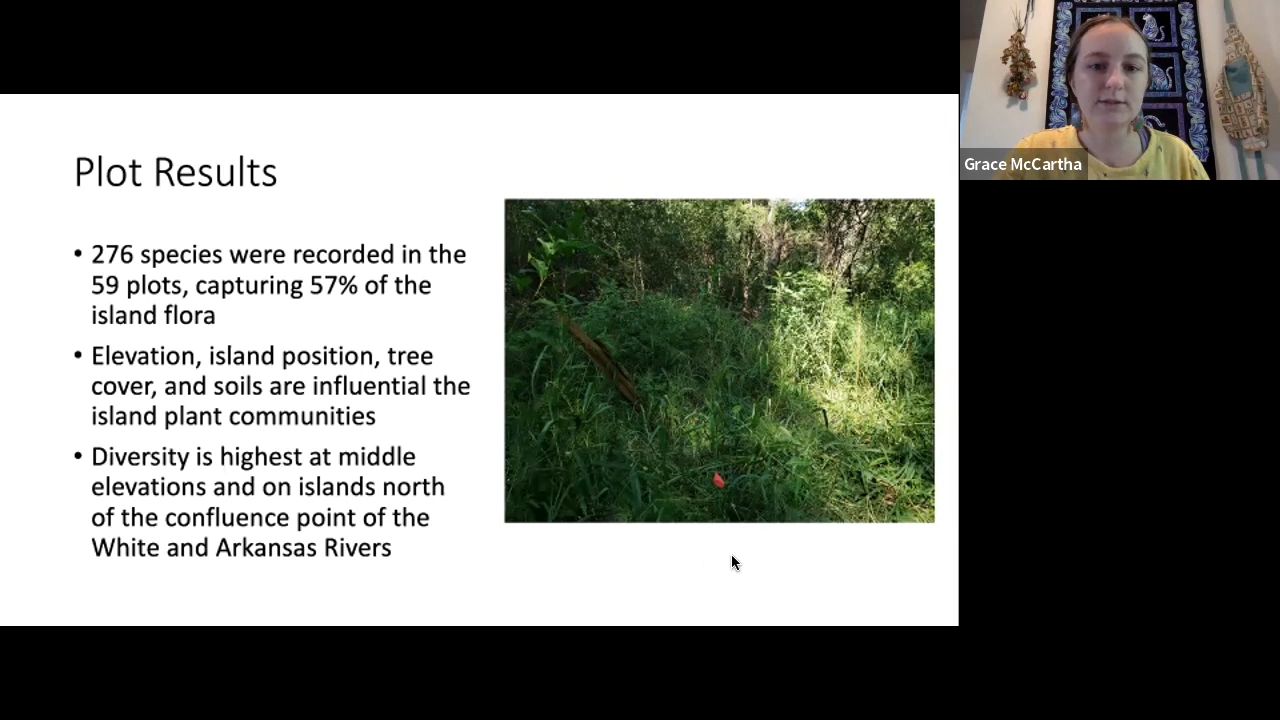 Plot Results
• 276 species were recorded in the
59 plots, capturing 57% of the
island flora
• Elevation, island position, tree
cover, and soils are influential the
island plant communities
• Diversity is highest at middle
elevations and on islands north
of the confluence point of the
White and Arkansas Rivers
Grace McCartha